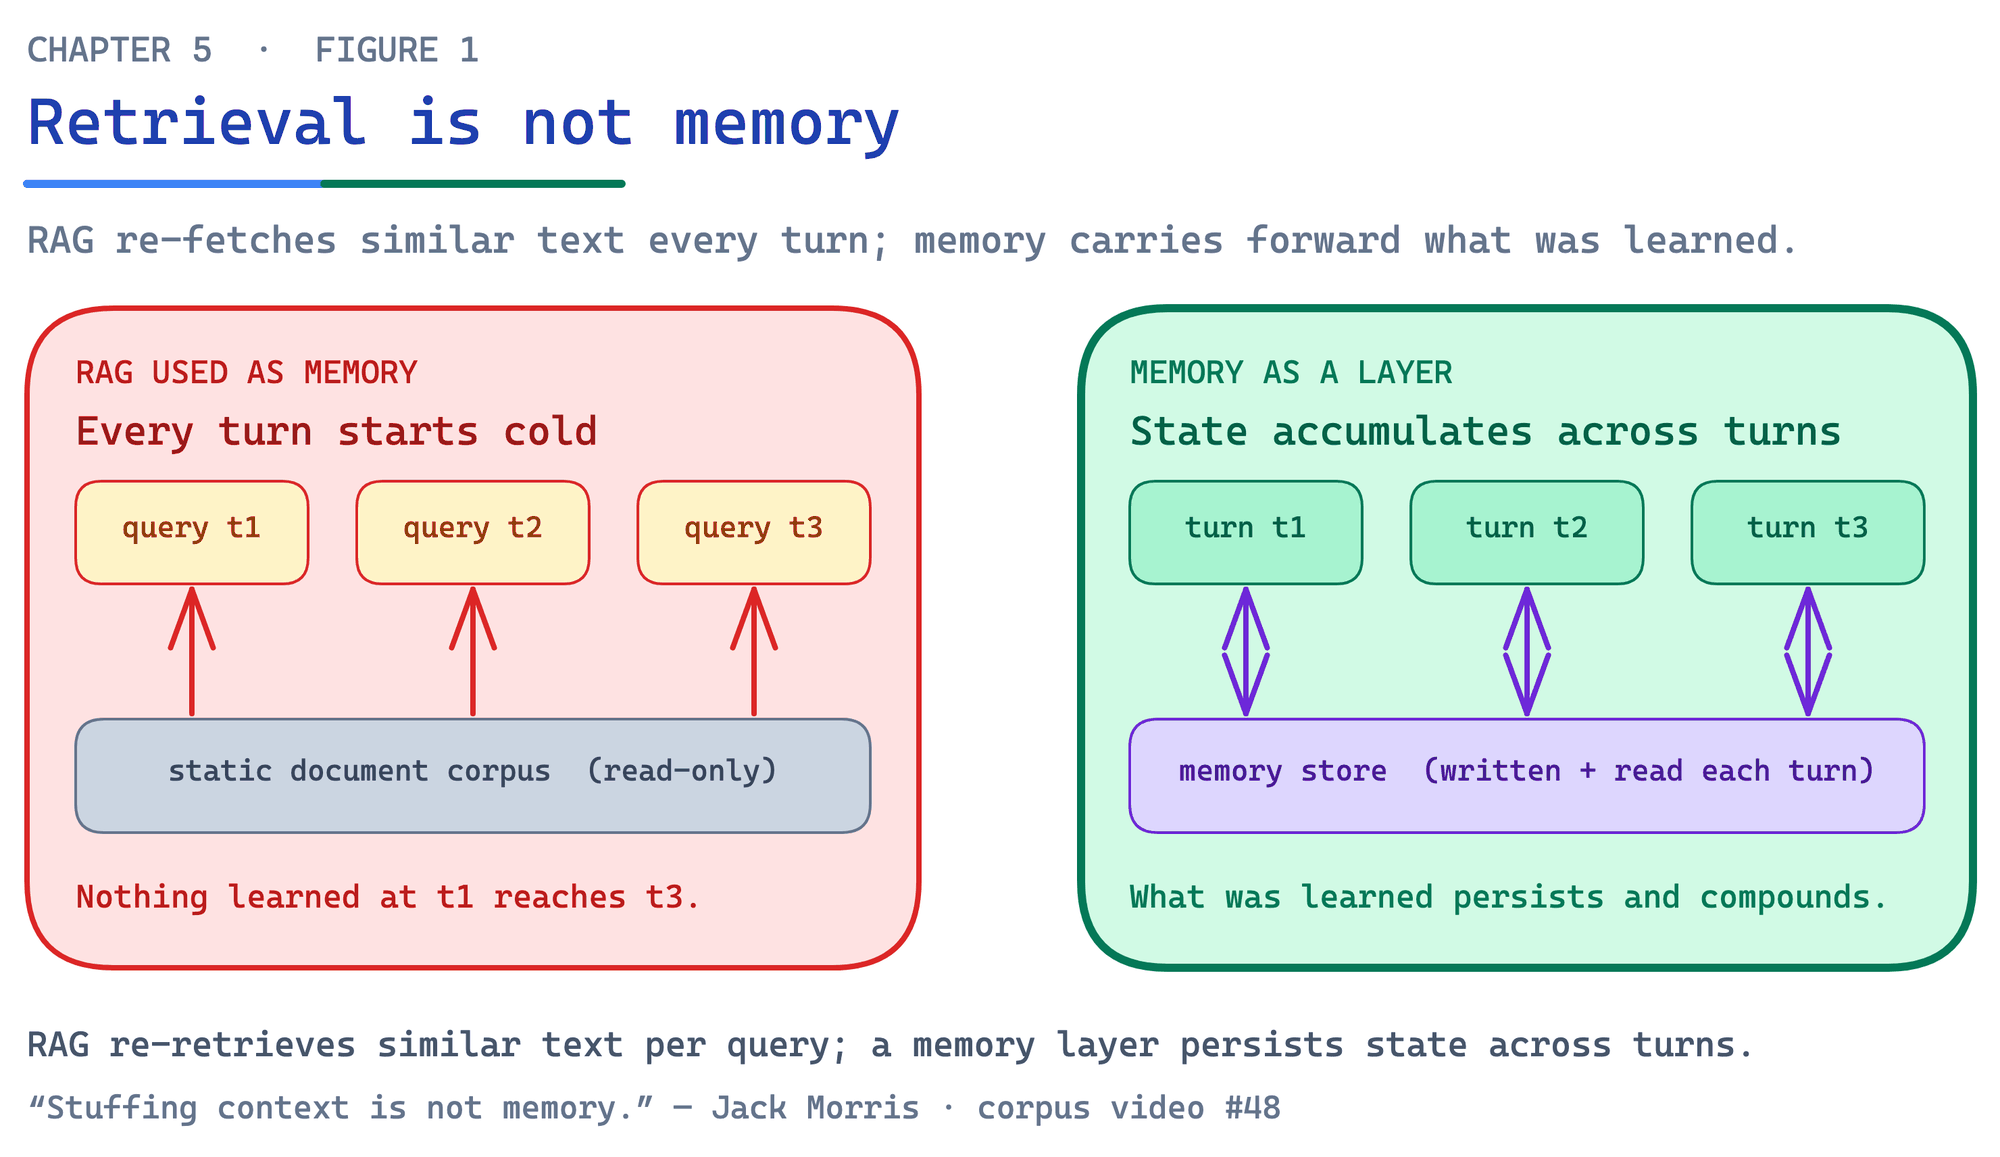 CHAPTER 5 · FIGURE 1
Retrieval is not memory
RAG re-fetches similar text every turn; memory carries forward what was learned.
RAG USED AS MEMORY
Every turn starts cold
query t1
query t2
query t3
static document corpus (read-only)
Nothing learned at t1 reaches t3.
MEMORY AS A LAYER
State accumulates across turns
turn t1
turn t2
turn t3
memory store (written + read each turn)
What was learned persists and compounds.
RAG re-retrieves similar text per query; a memory layer persists state across turns.
“Stuffing context is not memory.” — Jack Morris · corpus video #48